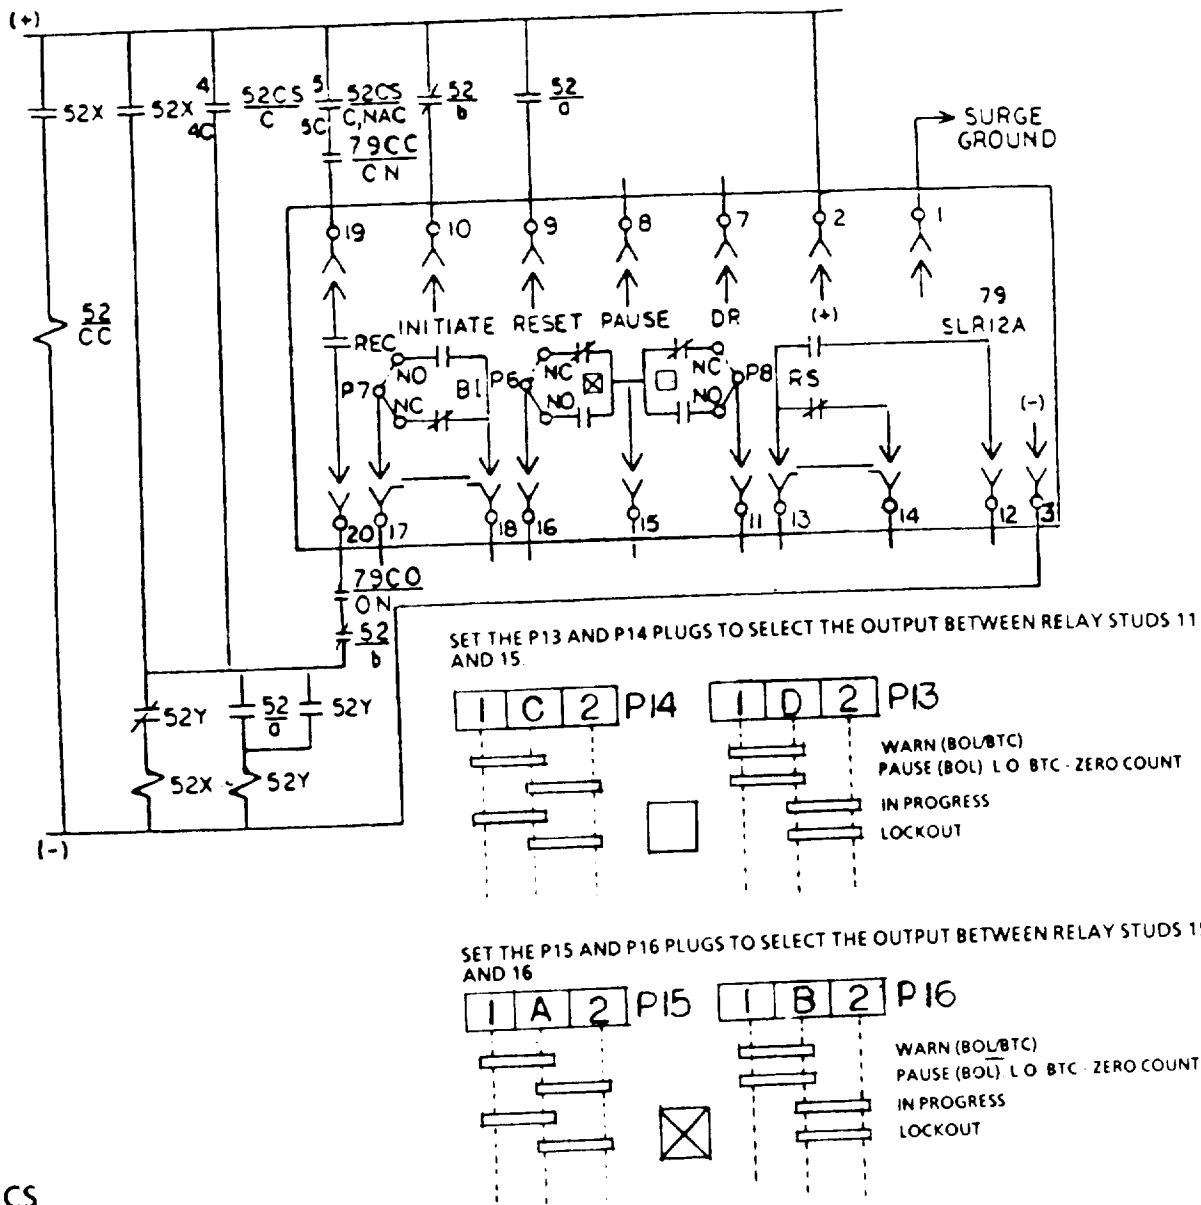 (+)
52X
52X
4
4C
52CS
C
5
5C
52CS
C,NAC
79CC
CN
52
b
52
a
SURGE
GROUND
19
10
9
8
7
2
1
79
SLR12A
52
CC
REC
INITIATE RESET PAUSE DR (+)
NO
P7
NC
BI
P6
NC
NO
NC
NO
P8
RS
(-)
20
17
18
16
15
11
13
14
12
3
79CO
ON
52
b
52Y
52
a
52Y
52X
52Y
(-)
SET THE P13 AND P14 PLUGS TO SELECT THE OUTPUT BETWEEN RELAY STUDS 11
AND 15.
1 C 2 P14
1 D 2 P13
WARN (BOL/BTC)
PAUSE (BOL) L O BTC - ZERO COUNT
IN PROGRESS
LOCKOUT
SET THE P15 AND P16 PLUGS TO SELECT THE OUTPUT BETWEEN RELAY STUDS
AND 16
1 A 2 P15
1 B 2 P16
WARN (BOL/BTC)
PAUSE (BOL) L O BTC - ZERO COUNT
IN PROGRESS
LOCKOUT
CS